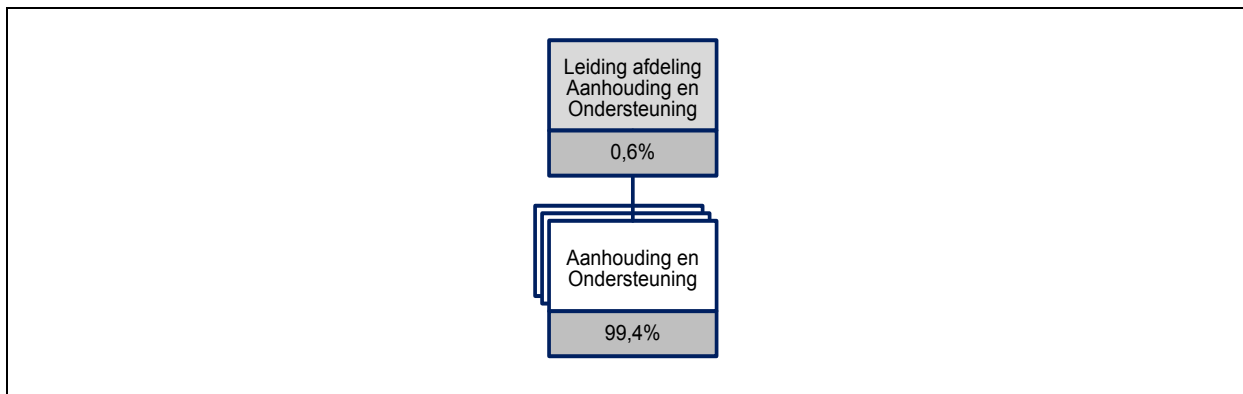 Leiding afdeling
Aanhouding en
Ondersteuning
0,6%
Aanhouding en
Ondersteuning
99,4%